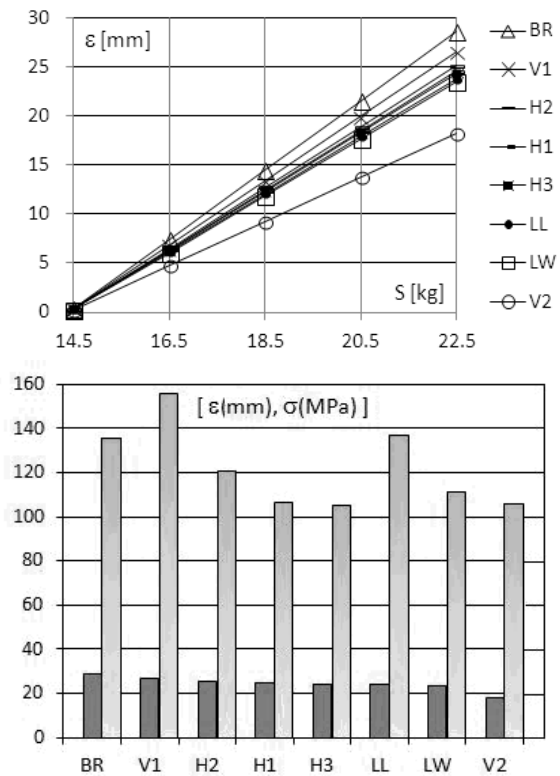 30
ε [mm]
25
20
15
10
5
0
S [kg]
14.5 16.5 18.5 20.5 22.5
BR
V1
H2
H1
H3
LL
LW
V2
160
[ ε(mm), σ(MPa) ]
140
120
100
80
60
40
20
0
BR V1 H2 H1 H3 LL LW V2